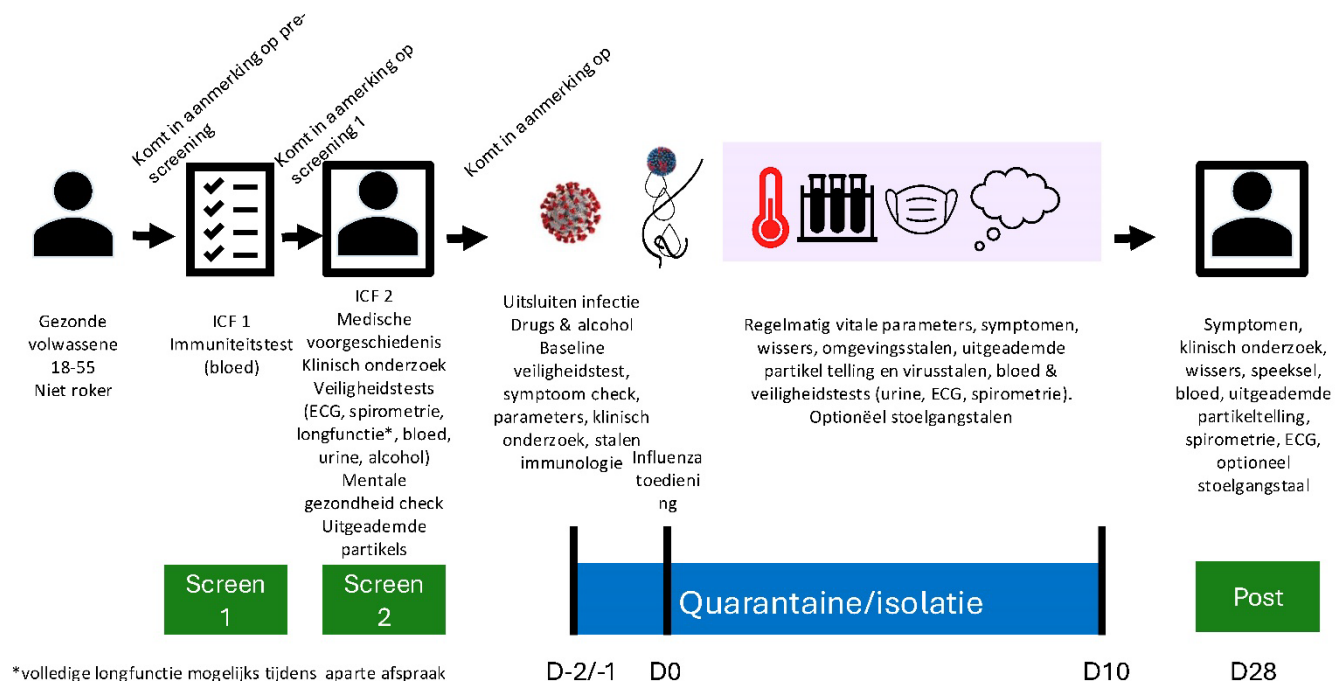 Komt in aanmerking op pre-
screening
Komt in aamerking op
screening 1
Komt in aanmerking op
Gezonde
volwassene
18-55
Niet roker
ICF 1
Immuniteitstest
(bloed)
ICF 2
Medische
voorgeschiedenis
Klinisch onderzoek
Veiligheidstests
(ECG, spirometrie,
longfunctie*, bloed,
urine, alcohol)
Mentale
gezondheid check
Uitgeademde
partikels
Uitsluiten infectie
Drugs & alcohol
Baseline
veiligheidstest,
symptoom check,
parameters, klinisch
onderzoek, stalen
immunologie
Influenza
toedieni
ng
Regelmatig vitale parameters, symptomen,
wissers, omgevingsstalen, uitgeademde
partikel telling en virusstalen, bloed &
veiligheidstests (urine, ECG, spirometrie).
Optionëel stoelgangstalen
Symptomen,
klinisch onderzoek,
wissers, speeksel,
bloed, uitgeademde
partikeltelling,
spirometrie, ECG,
optioneel
stoelgangstaal
Screen
1
Screen
2
Quarantaine/isolatie
Post
*volledige longfunctie mogelijks tijdens aparte afspraak
D-2/-1
D0
D10
D28